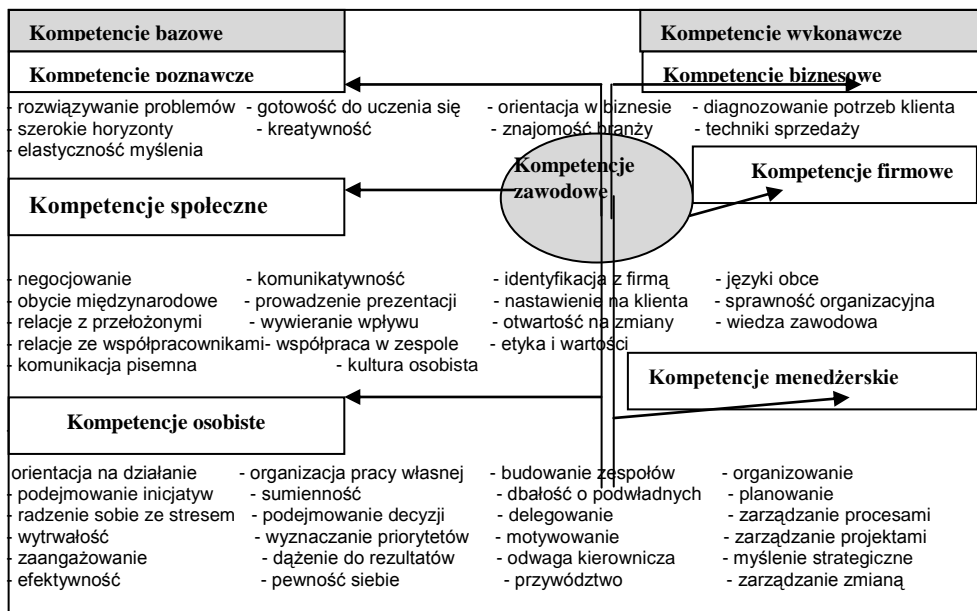 Kompetencje bazowe
Kompetencje wykonawcze
Kompetencje poznawcze
Kompetencje biznesowe
- rozwiązywanie problemów - gotowość do uczenia się - orientacja w biznesie - diagnozowanie potrzeb klienta
- szerokie horyzonty - kreatywność - znajomość branży - techniki sprzedaży
- elastyczność myślenia
Kompetencje zawodowe
Kompetencje firmowe
Kompetencje społeczne
- negocjowanie - komunikatywność - identyfikacja z firmą - języki obce
- obycie międzynarodowe - prowadzenie prezentacji - nastawienie na klienta - sprawność organizacyjna
- relacje z przełożonymi - wywieranie wpływu - otwartość na zmiany - wiedza zawodowa
- relacje ze współpracownikami- współpraca w zespole - etyka i wartości
- komunikacja pisemna - kultura osobista
Kompetencje menedżerskie
Kompetencje osobiste
orientacja na działanie - organizacja pracy własnej - budowanie zespołów - organizowanie
- podejmowanie inicjatyw - sumienność - dbałość o podwładnych - planowanie
- radzenie sobie ze stresem - podejmowanie decyzji - delegowanie - zarządzanie procesami
- wytrwałość - wyznaczanie priorytetów - motywowanie - zarządzanie projektami
- zaangażowanie - dążenie do rezultatów - odwaga kierownicza - myślenie strategiczne
- efektywność - pewność siebie - przywództwo - zarządzanie zmianą